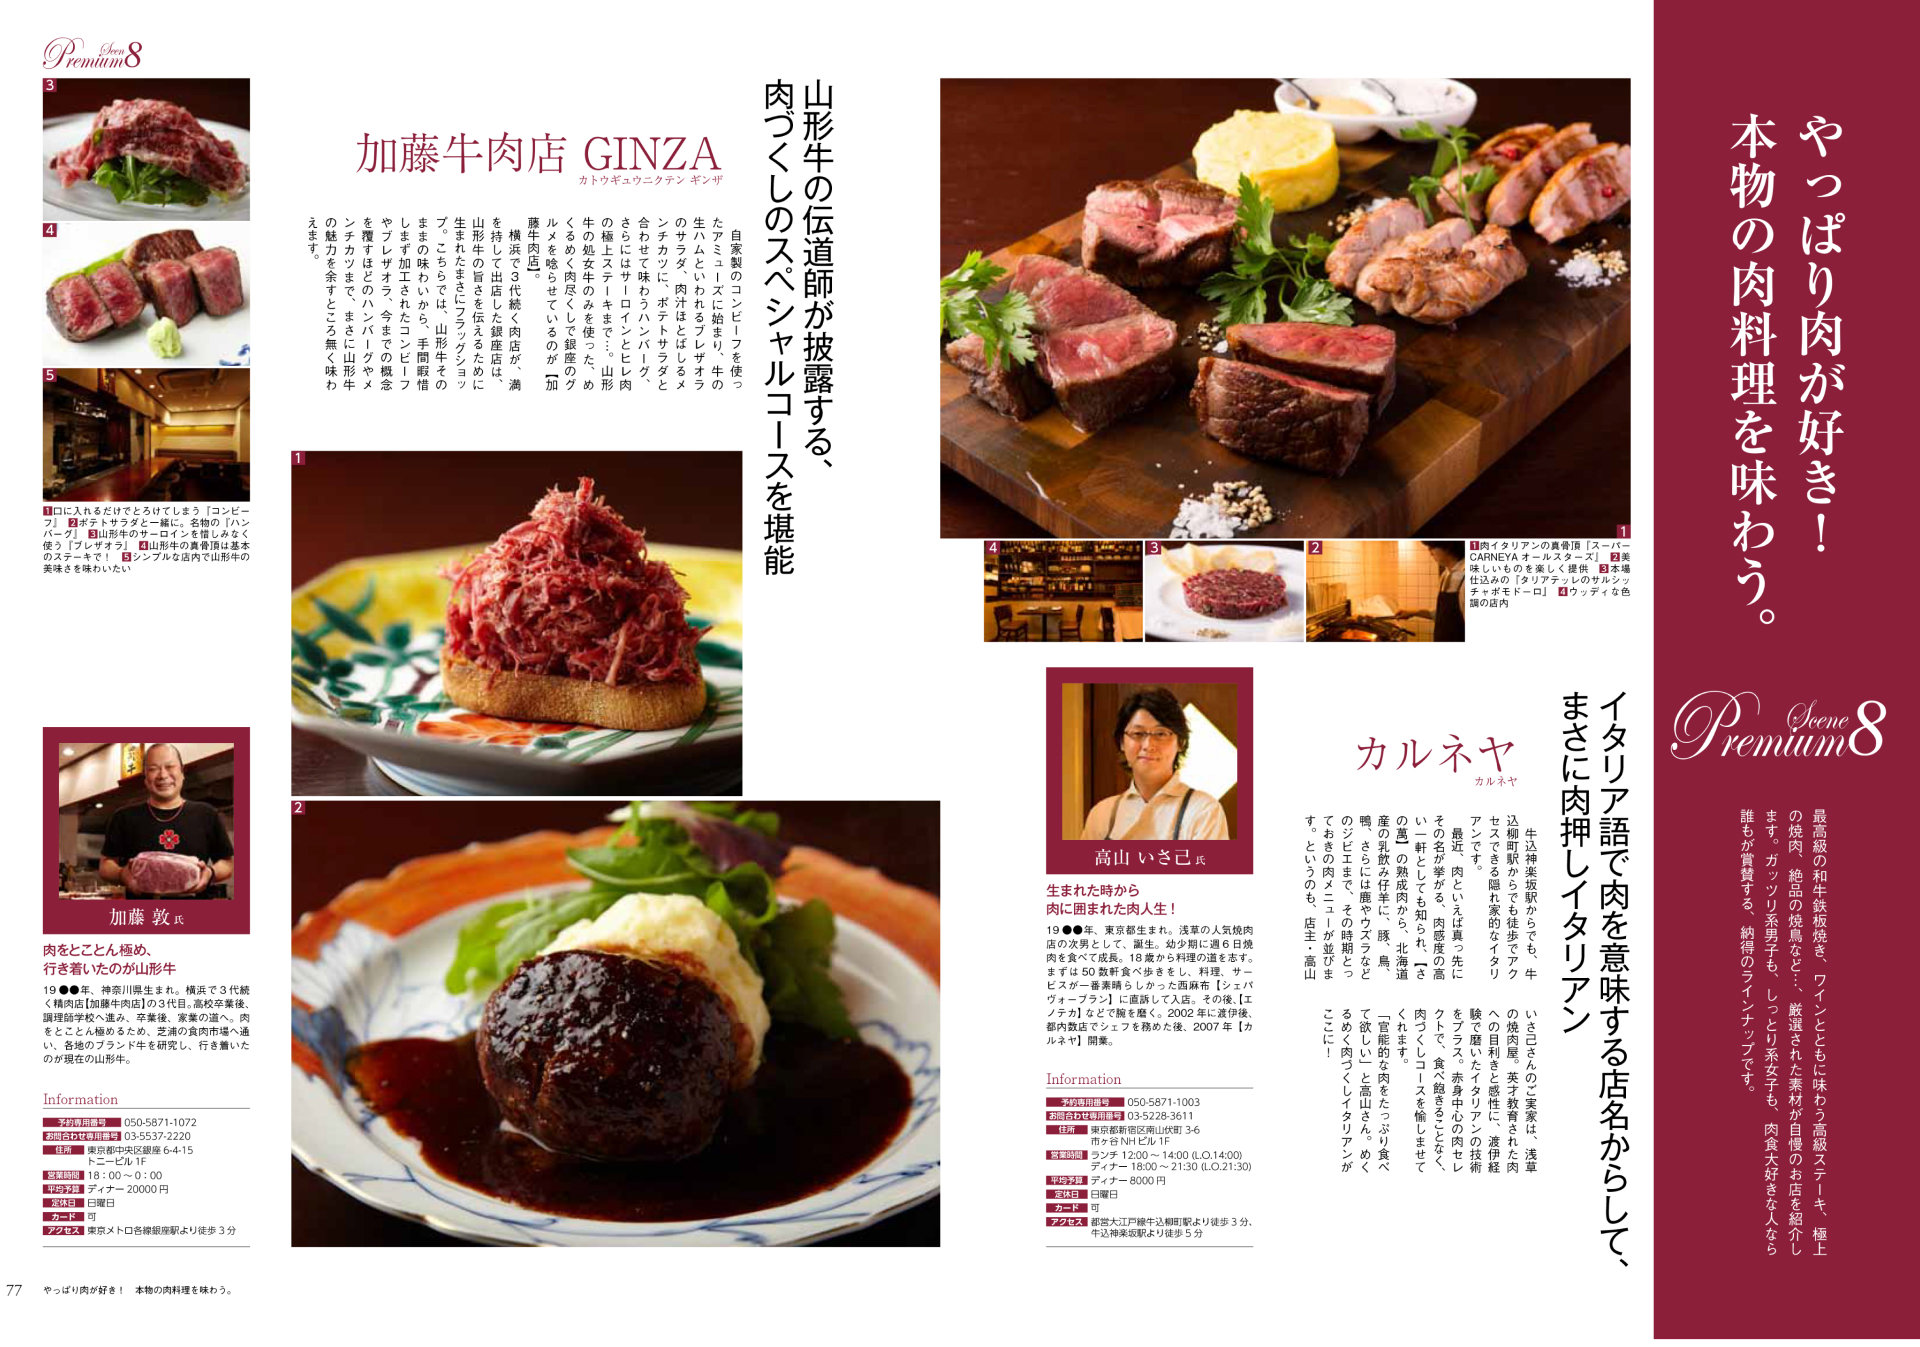 やっぱり肉が好き!
本物の肉料理を味わう。
Premium Scene 8
最高級の和牛鉄板焼き、ワインとともに味わう高級ステーキ、極上
の焼肉、絶品の焼鳥など…、厳選された素材が自慢のお店を紹介し
ます。ガッツリ系男子も、しっとり系女子も、肉食大好きな人なら
誰もが賞賛する、納得のラインナップです。
1
4
3
2
1肉イタリアンの真骨頂『スーパー
CARNEYA オールスターズ』 2美
味しいものを楽しく提供 3本場
仕込みの『タリアテッレのサルシッ
チャポモドーロ』 4ウッディな色
調の店内
イタリア語で肉を意味する店名からして、
まさに肉押しイタリアン
カルネヤ
カルネヤ
牛込神楽坂駅からでも、牛
込柳町駅からでも徒歩でアク
セスできる隠れ家的なイタリ
アンです。
最近、肉といえば真っ先に
その名が挙がる、肉感度の高
い一軒としても知られ、【さ
の萬】の熟成肉から、北海道
産の乳飲み仔羊に、豚、鳥、
鴨、さらには鹿やウズラなど
のジビエまで、その時期とっ
ておきの肉メニューが並びま
す。というのも、店主・高山
いさ己さんのご実家は、浅草
の焼肉屋。英才教育された肉
への目利きと感性に、渡伊経
験で磨いたイタリアンの技術
をプラス。赤身中心の肉セレ
クトで、食べ飽きることなく、
肉づくしコースを愉しませて
くれます。
「官能的な肉をたっぷり食べ
て欲しい」と高山さん。めく
るめく肉づくしイタリアンが
ここに!
高山 いさ己 氏
生まれた時から
肉に囲まれた肉人生!
19●●年、東京都生まれ。浅草の人気焼肉
店の次男として、誕生。幼少期に週6日焼
肉を食べて成長。18歳から料理の道を志す。
まずは50数軒食べ歩きをし、料理、サー
ビスが一番素晴らしかった西麻布【シェパ
ヴォーブラン】に直訴して入店。その後、【エ
ノテカ】などで腕を磨く。2002年に渡伊後、
都内数店でシェフを務めた後、2007年【カ
ルネヤ】開業。
Information
予約専用番号 050-5871-1003
お問合わせ専用番号 03-5228-3611
住所 東京都新宿区南山伏町3-6
市ヶ谷NHビル1F
営業時間 ランチ 12:00～14:00 (L.O.14:00)
ディナー 18:00～21:30 (L.O.21:30)
平均予算 ディナー 8000円
定休日 日曜日
カード 可
アクセス 都営大江戸線牛込柳町駅より徒歩3分、
牛込神楽坂駅より徒歩5分
山形牛の伝道師が披露する、
肉づくしのスペシャルコースを堪能
加藤牛肉店 GINZA
カトウギュウニクテン ギンザ
自家製のコンビーフを使っ
たアミューズに始まり、牛の
生ハムといわれるブレザオラ
のサラダ、肉汁ほとばしるメ
ンチカツに、ポテトサラダと
合わせて味わうハンバーグ、
さらにはサーロインとヒレ肉
の極上ステーキまで…。山形
牛の処女牛のみを使った、め
くるめく肉尽くしで銀座のグ
ルメを唸らせているのが【加
藤牛肉店】。
横浜で3代続く肉店が、満
を持して出店した銀座店は、
山形牛の旨さを伝えるために
生まれたまさにフラッグショッ
プ。こちらでは、山形牛その
ままの味わいから、手間暇惜
しまず加工されたコンビーフ
やブレザオラ、今までの概念
を覆すほどのハンバーグやメ
ンチカツまで、まさに山形牛
の魅力を余すところ無く味わ
えます。
1
2
Premium Seen 8
3
4
5
1口に入れるだけでとろけてしまう『コンビー
フ』 2ポテトサラダと一緒に。名物の『ハン
バーグ』 3山形牛のサーロインを惜しみなく
使う『ブレザオラ』 4山形牛の真骨頂は基本
のステーキで! 5シンプルな店内で山形牛の
美味さを味わいたい
加藤 敦 氏
肉をとことん極め、
行き着いたのが山形牛
19●●年、神奈川県生まれ。横浜で3代続
く精肉店【加藤牛肉店】の3代目。高校卒業後、
調理師学校へ進み、卒業後、家業の道へ。肉
をとことん極めるため、芝浦の食肉市場へ通
い、各地のブランド牛を研究し、行き着いた
のが現在の山形牛。
Information
予約専用番号 050-5871-1072
お問合わせ専用番号 03-5537-2220
住所 東京都中央区銀座6-4-15
トニービル1F
営業時間 18：00～0：00
平均予算 ディナー 20000円
定休日 日曜日
カード 可
アクセス 東京メトロ各線銀座駅より徒歩3分
77 やっぱり肉が好き! 本物の肉料理を味わう。